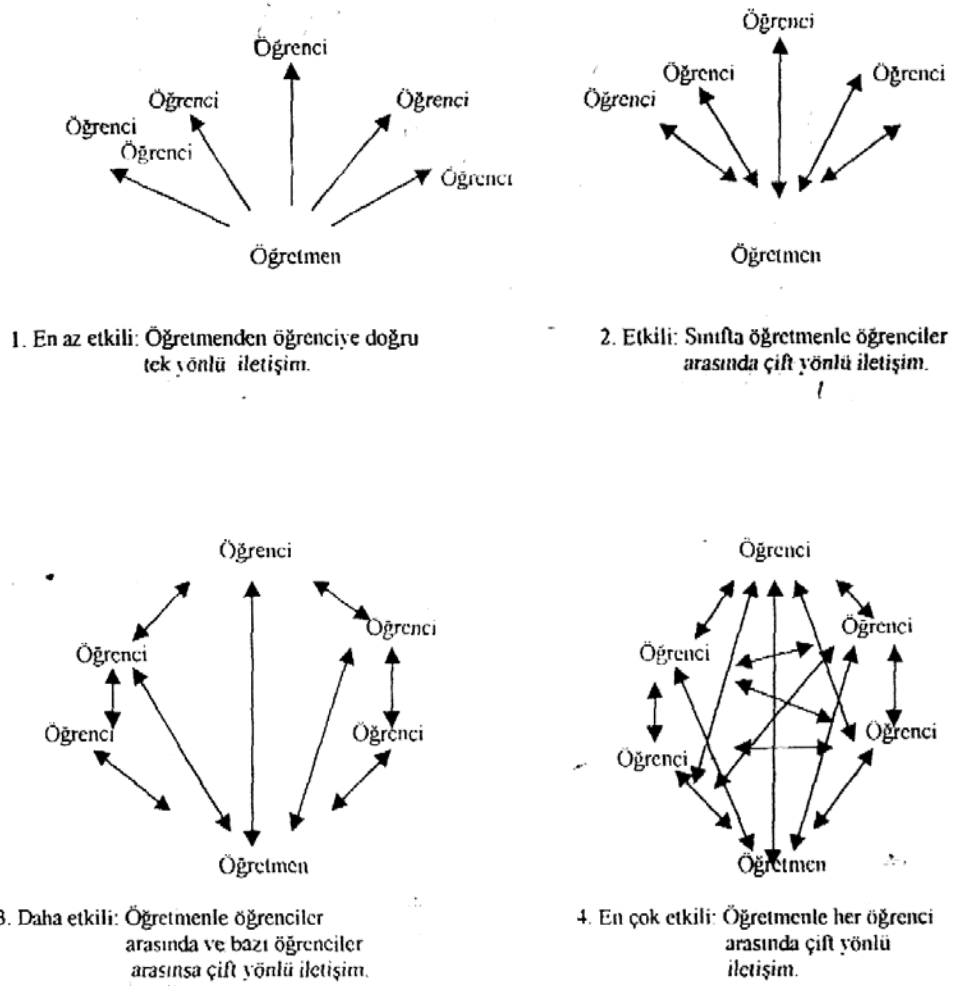 Öğrenci
Öğrenci
Öğrenci
Öğrenci
Öğrenci
Öğrencı
Öğretmen
1. En az etkili: Öğretmenden öğrenciye doğru
tek yönlü iletişim.
Öğrenci
Öğrenci
Öğrenci
Öğrenci
Öğretmen
2. Etkili: Sınıfta öğretmenle öğrenciler
arasında çift yönlü iletişim.
Öğrenci
Öğrenci
Öğrenci
Öğrenci
Öğrenci
Öğretmen
3. Daha etkili: Öğretmenle öğrenciler
arasında ve bazı öğrenciler
arasınsa çift yönlü iletişim.
Öğrenci
Öğrenci
Öğrenci
Öğrenci
Öğrenci
Öğretmen
4. En çok etkili: Öğretmenle her öğrenci
arasında çift yönlü
iletişim.